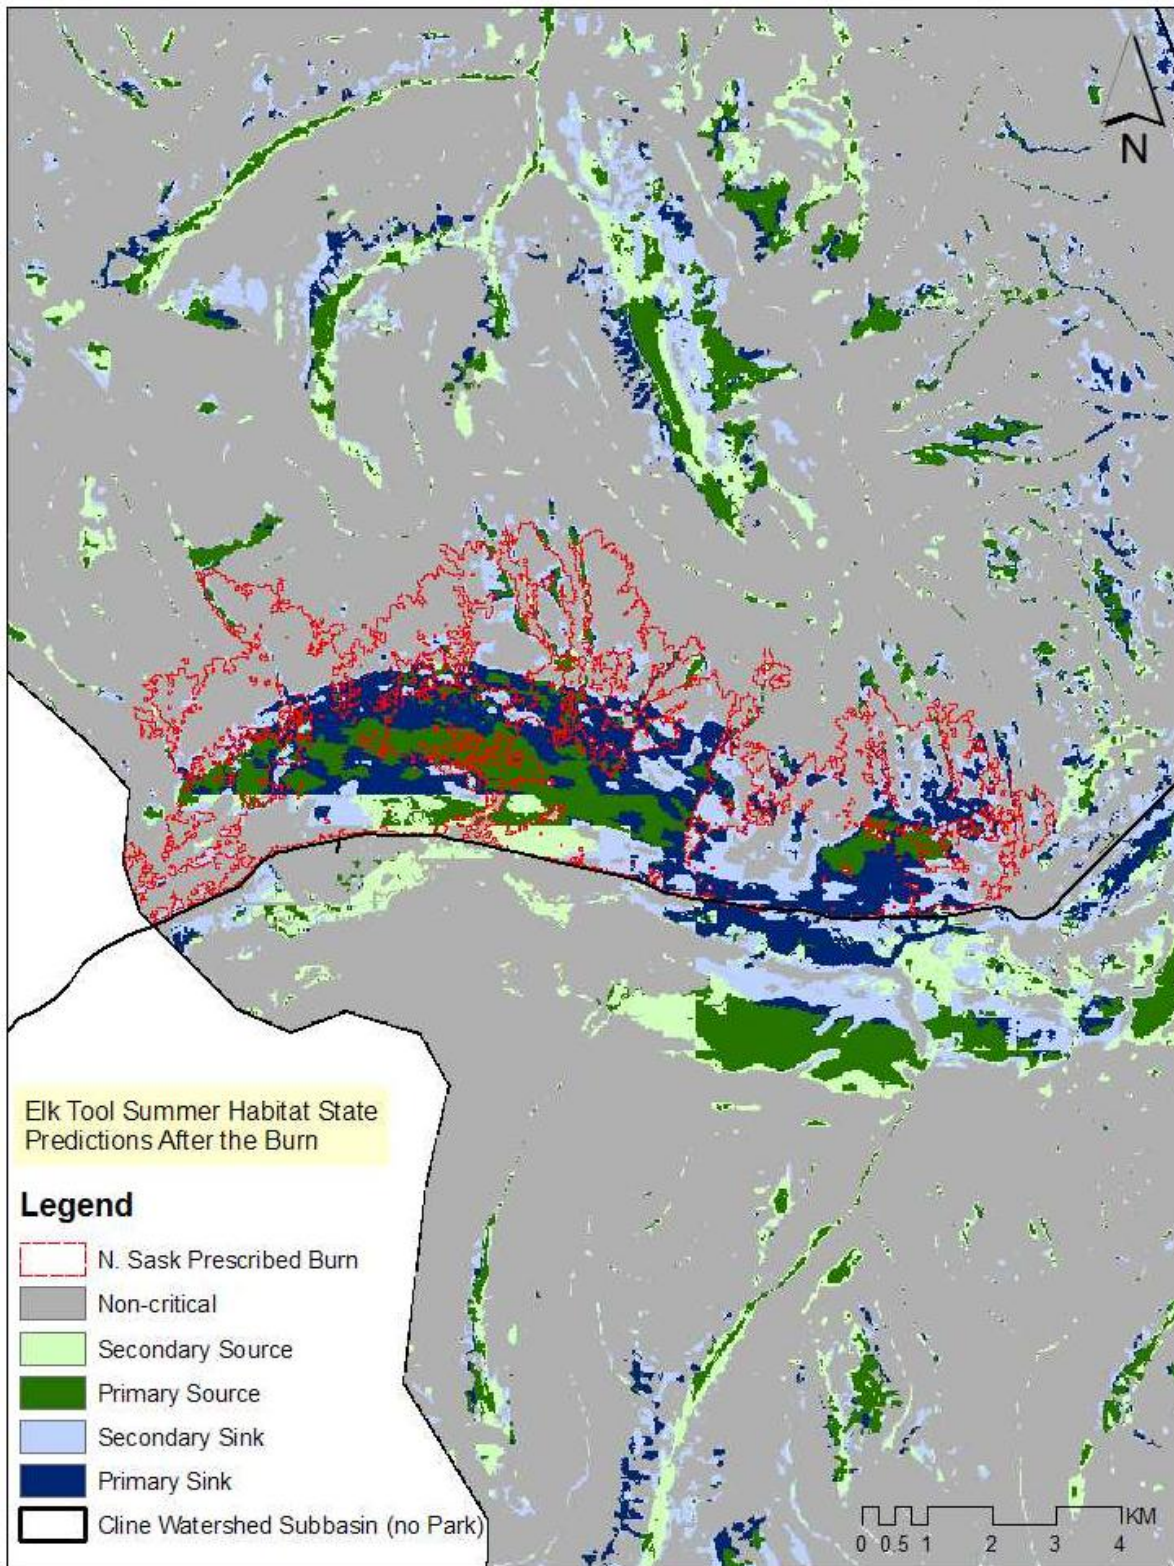 N
Elk Tool Summer Habitat State
Predictions After the Burn
Legend
N. Sask Prescribed Burn
Non-critical
Secondary Source
Primary Source
Secondary Sink
Primary Sink
Cline Watershed Subbasin (no Park)
KM
0 0.5 1 2 3 4